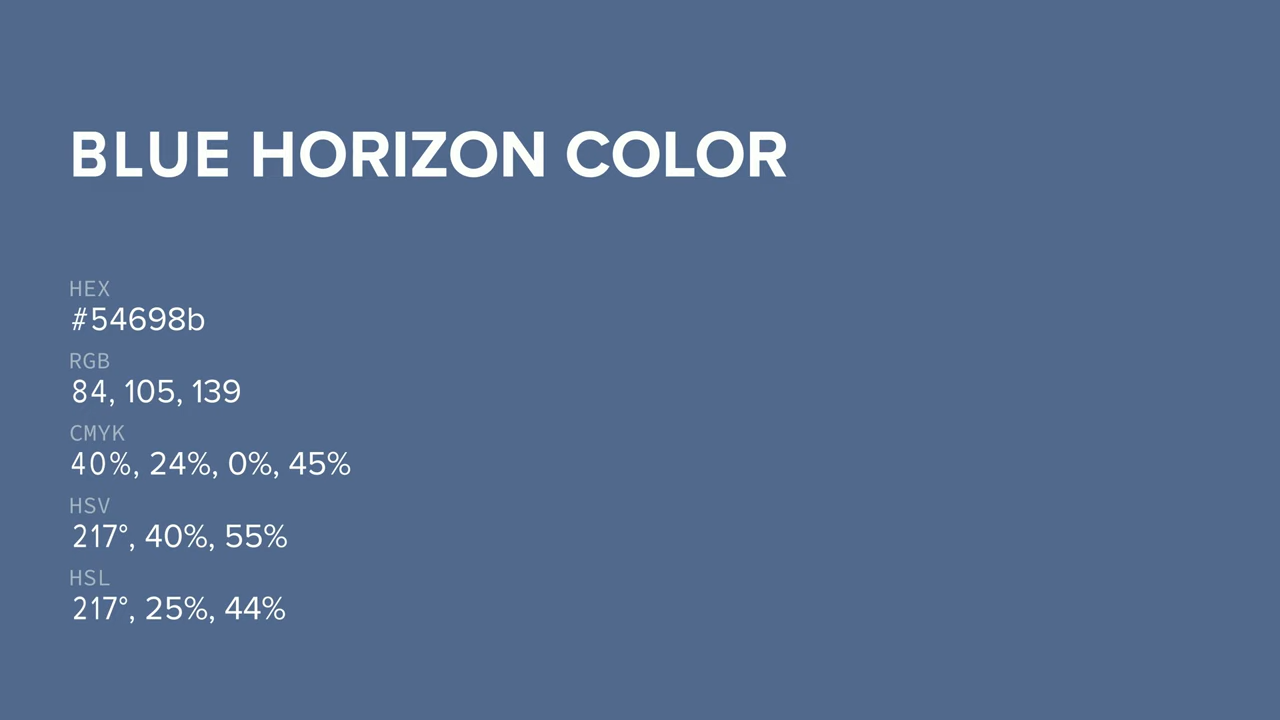 BLUE HORIZON COLOR
HEX
#54698b
RGB
84, 105, 139
CMYK
40%, 24%, 0%, 45%
HSV
217°, 40%, 55%
HSL
217°, 25%, 44%